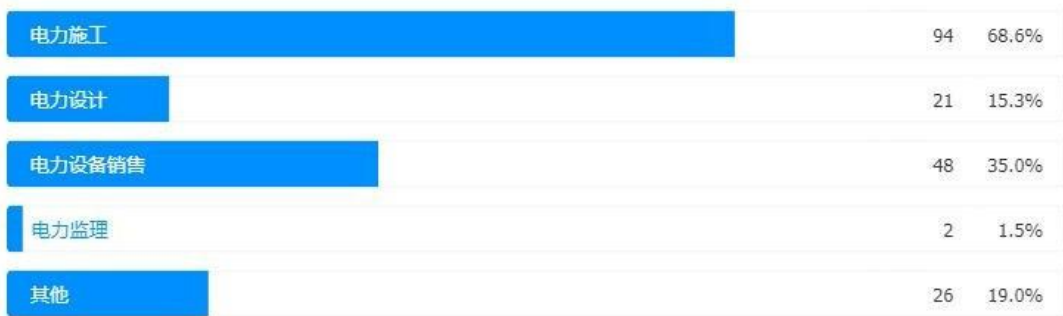 电力施工 94 68.6%
电力设计 21 15.3%
电力设备销售 48 35.0%
电力监理 2 1.5%
其他 26 19.0%